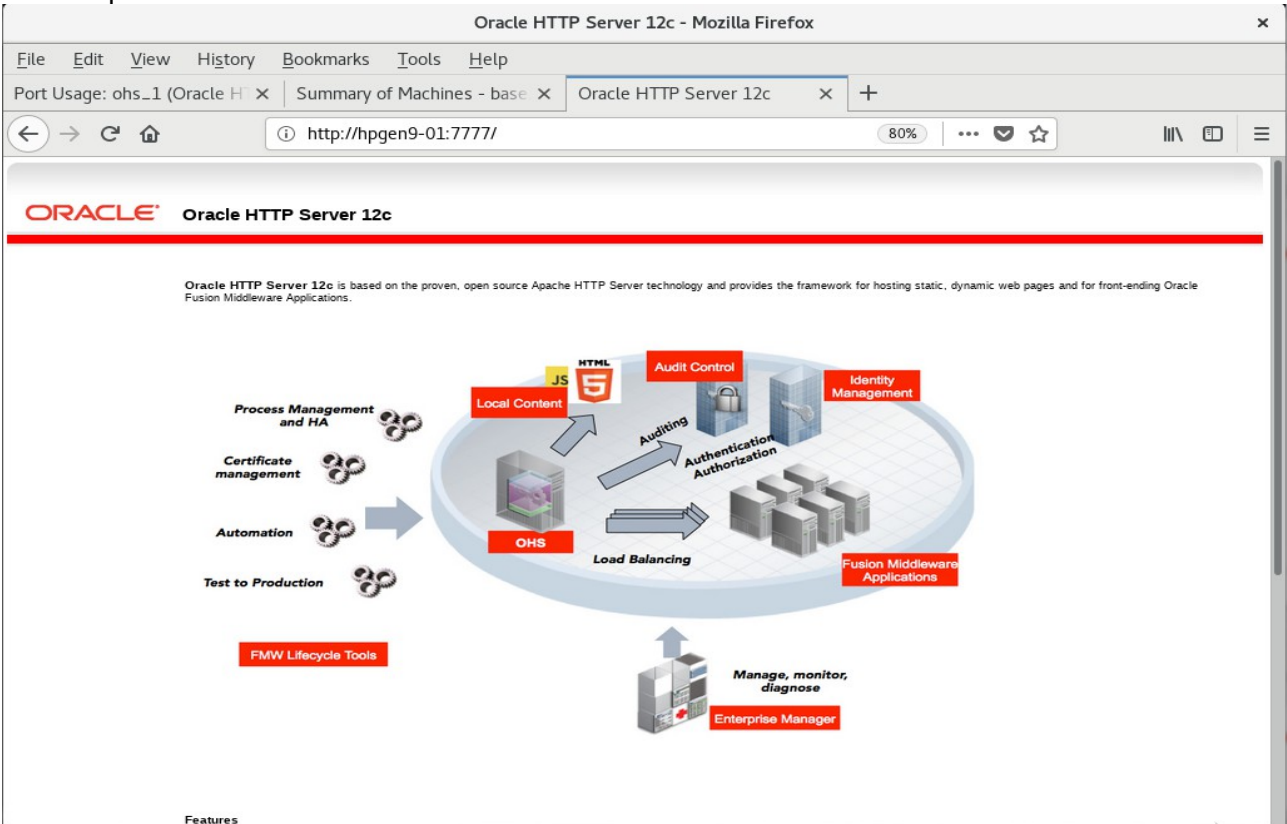 Oracle HTTP Server 12c - Mozilla Firefox
File Edit View History Bookmarks Tools Help
Port Usage: ohs_1 (Oracle H
Summary of Machines - base
Oracle HTTP Server 12c
http://hpgen9-01:7777/
80%
ORACLE
Oracle HTTP Server 12c
Oracle HTTP Server 12c is based on the proven, open source Apache HTTP Server technology and provides the framework for hosting static, dynamic web pages and for front-ending Oracle
Fusion Middleware Applications.
HTML
JS
5
Audit Control
Local Content
Identity
Management
Process Management
and HA
Auditing
Authentication
Authorization
Certificate
management
Automation
OHS
Load Balancing
Fusion Middleware
Applications
Test to Production
FMW Lifecycle Tools
Manage, monitor,
diagnose
Enterprise Manager
Features